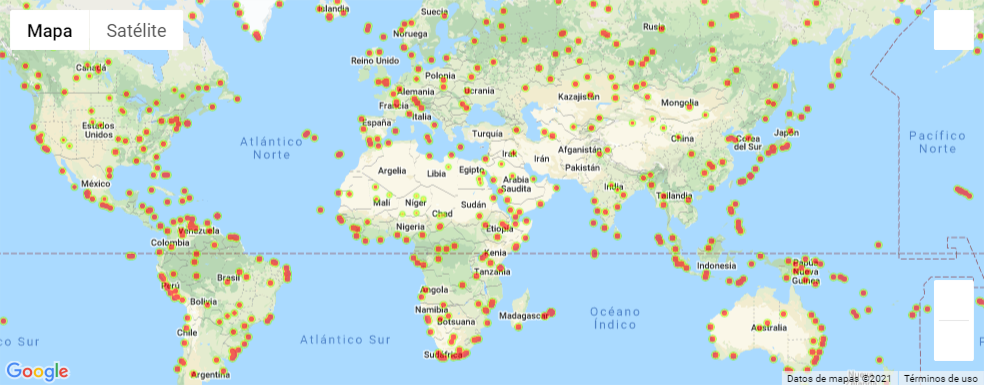 Mapa Satélite
Islandia
Suecia
Noruega
Rusia
Reino Unido
Canadá
Polonia
Alemania
Ucrania
Kazajistán
Mongolia
Francia
Italia
España
Estados
Unidos
Turquía
China
Corea
del Sur
Japón
Atlántico
Norte
Pacífico
Norte
Afganistán
Irak
Irán
Pakistán
Argelia
Libia
Egipto
Arabia
Saudita
India
México
Malí
Níger
Chad
Sudán
Tailandia
Nigeria
Etiopía
Venezuela
Colombia
Kenia
Indonesia
Papúa
Nueva
Guinea
Brasil
Tanzania
Perú
Angola
Bolivia
Namibia
Botsuana
Madagascar
Océano
Índico
Chile
Australia
Atlántico Sur
co Sur
Sudáfrica
Argentina
Google
Datos de mapas ©2021 Términos de uso